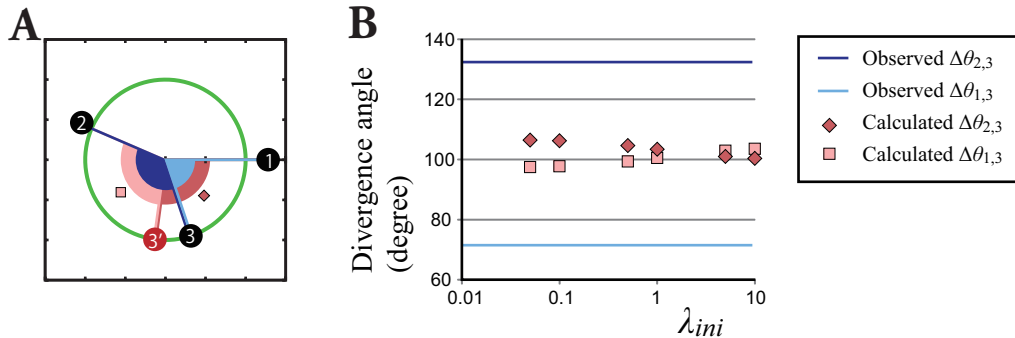 A
1
2
3
3′
B
Divergence angle
(degree)
140
120
100
80
60
0.01
0.1
1
10
λini
Observed Δθ2,3
Observed Δθ1,3
Calculated Δθ2,3
Calculated Δθ1,3